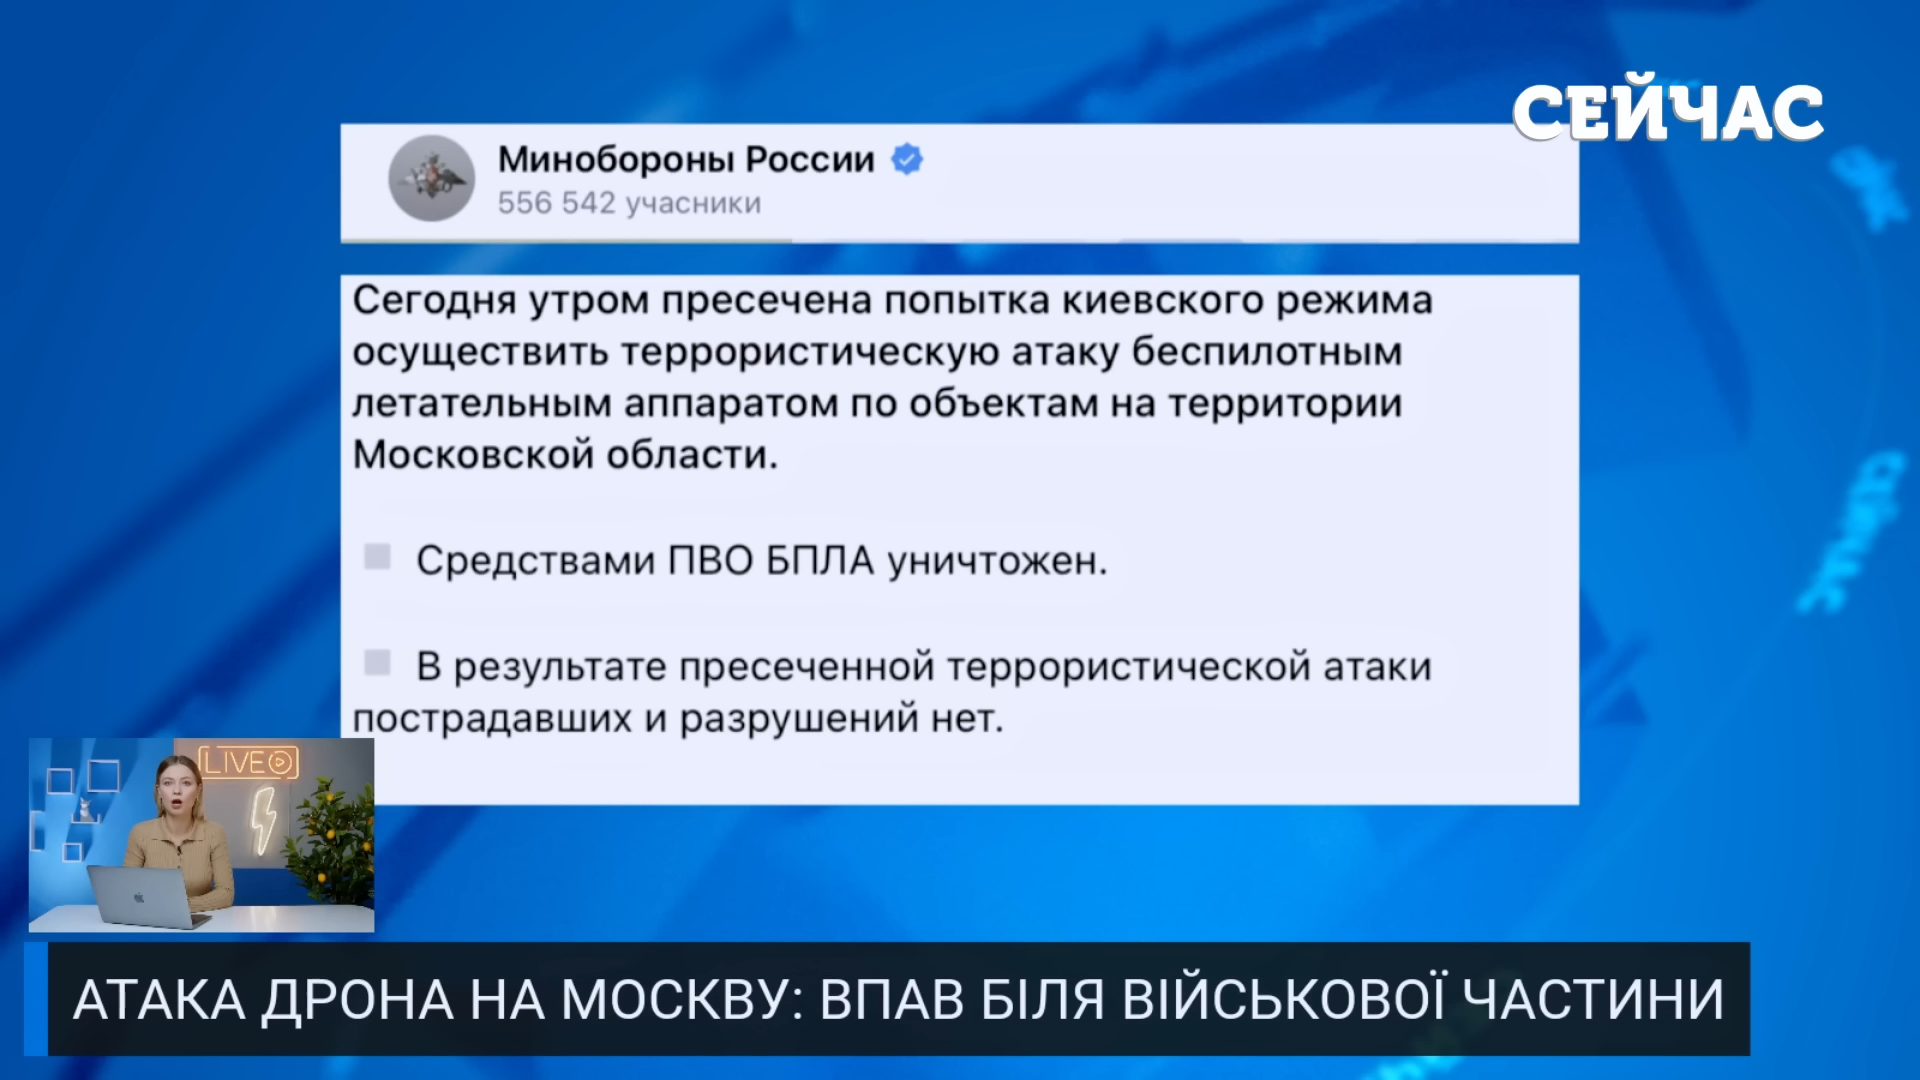 СЕЙЧАС
Минобороны России
556 542 учасники
Сегодня утром пресечена попытка киевского режима
осуществить террористическую атаку беспилотным
летательным аппаратом по объектам на территории
Московской области.
Средствами ПВО БПЛА уничтожен.
В результате пресеченной террористической атаки
пострадавших и разрушений нет.
LIVE
АТАКА ДРОНА НА МОСКВУ: ВПАВ БІЛЯ ВІЙСЬКОВОЇ ЧАСТИНИ